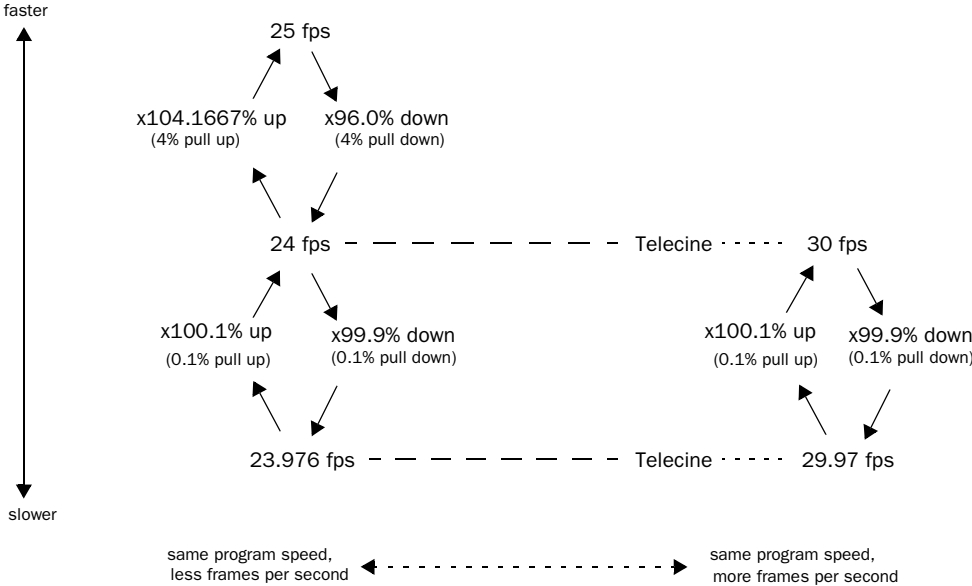 faster
25 fps
x104.1667% up
(4% pull up)
x96.0% down
(4% pull down)
24 fps
Telecine
30 fps
x100.1% up
(0.1% pull up)
x99.9% down
(0.1% pull down)
x100.1% up
(0.1% pull up)
x99.9% down
(0.1% pull down)
23.976 fps
Telecine
29.97 fps
slower
same program speed,
less frames per second
same program speed,
more frames per second